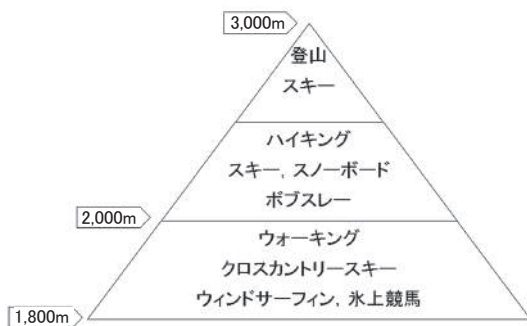 3,000m
登山
スキー
ハイキング
スキー, スノーボード
ボブスレー
2,000m
ウォーキング
クロスカントリースキー
ウィンドサーフィン, 氷上競馬
1,800m